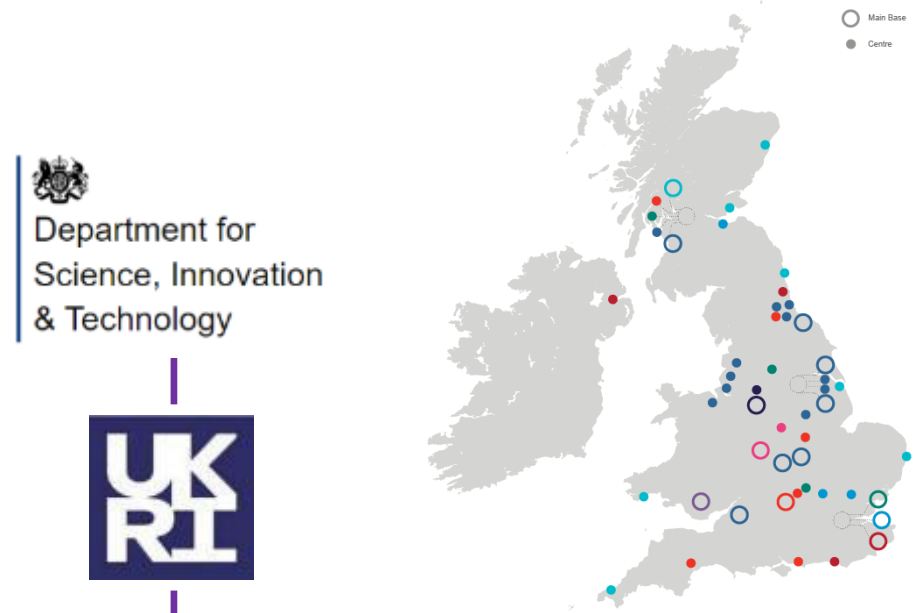 Department for
Science, Innovation
& Technology
UK
RI
Main Base
Centre